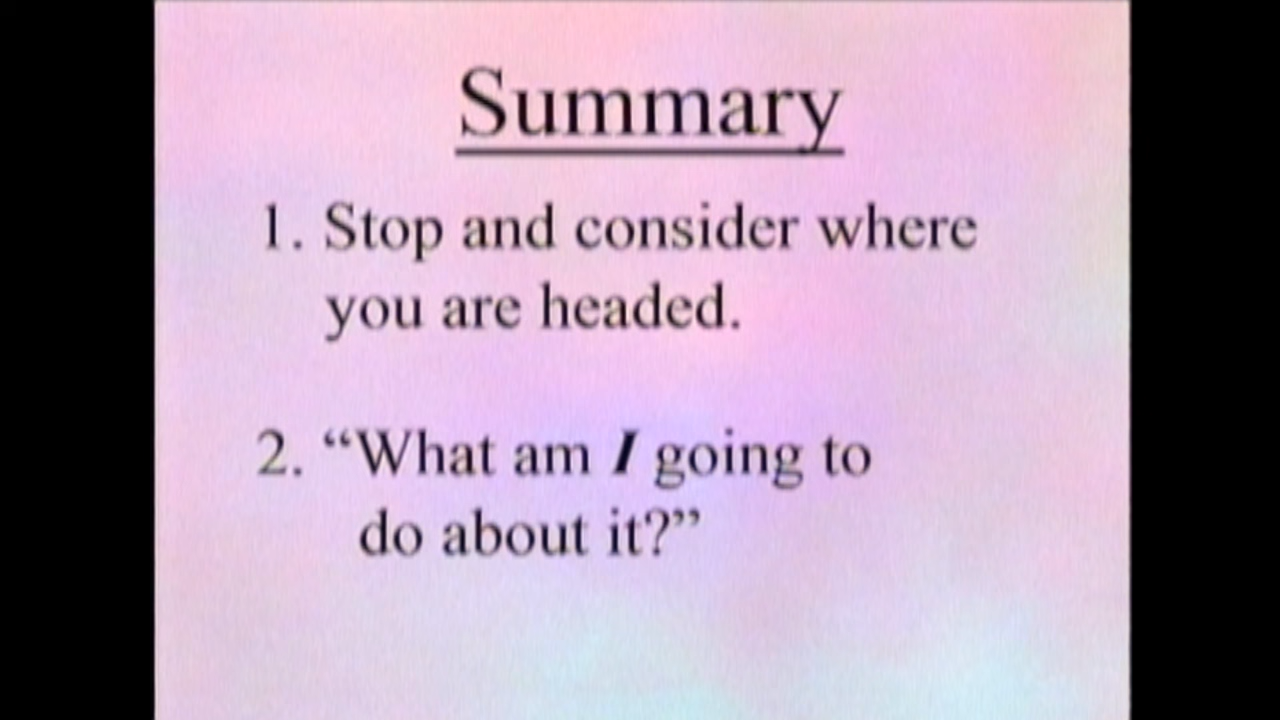 Summary
1. Stop and consider where
you are headed.
2. “What am I going to
do about it?”